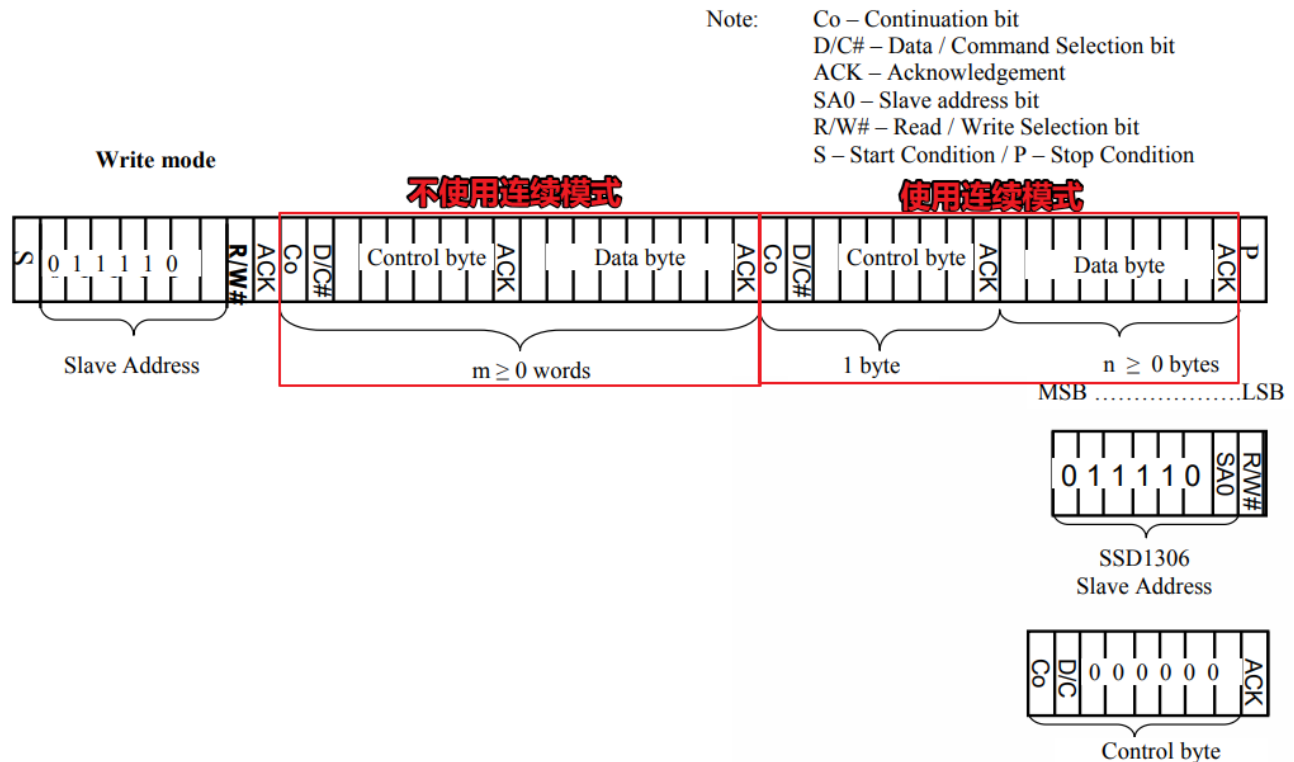 Note: Co – Continuation bit
D/C# – Data / Command Selection bit
ACK – Acknowledgement
SA0 – Slave address bit
R/W# – Read / Write Selection bit
S – Start Condition / P – Stop Condition
Write mode
不使用连续模式
使用连续模式
S 0 1 1 1 1 0 R/W# ACK Co D/C# Control byte ACK Data byte ACK Co D/C# Control byte ACK Data byte ACK P
Slave Address
m ≥ 0 words
1 byte
n ≥ 0 bytes
MSB ………………….LSB
0 1 1 1 1 0 SA0 R/W#
SSD1306
Slave Address
Co D/C 0 0 0 0 0 0 ACK
Control byte